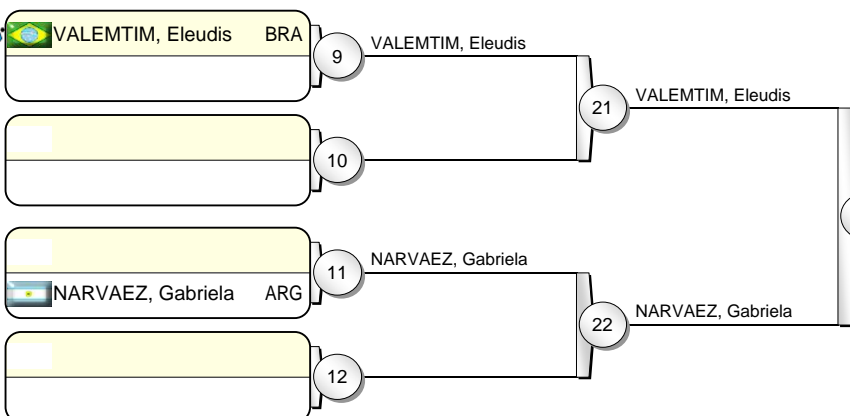 VALEMTIM, Eleudis BRA
9
VALEMTIM, Eleudis
21
VALEMTIM, Eleudis
10
11
NARVAEZ, Gabriela
NARVAEZ, Gabriela ARG
22
NARVAEZ, Gabriela
12